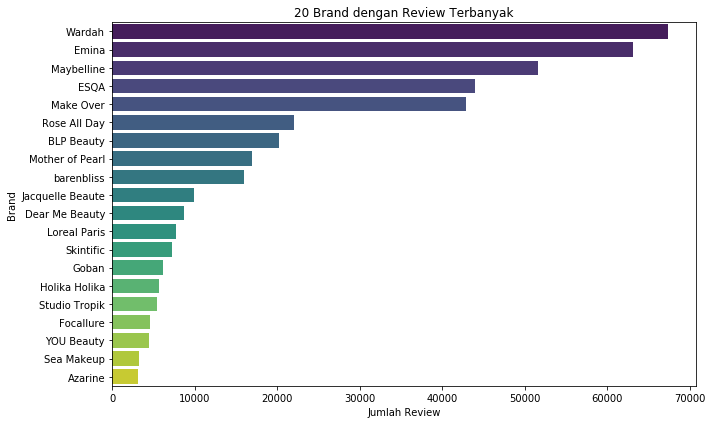 20 Brand dengan Review Terbanyak
Brand
Wardah
Emina
Maybelline
ESQA
Make Over
Rose All Day
BLP Beauty
Mother of Pearl
barenbliss
Jacquelle Beaute
Dear Me Beauty
Loreal Paris
Skintific
Goban
Holika Holika
Studio Tropik
Focallure
YOU Beauty
Sea Makeup
Azarine
0 10000 20000 30000 40000 50000 60000 70000
Jumlah Review